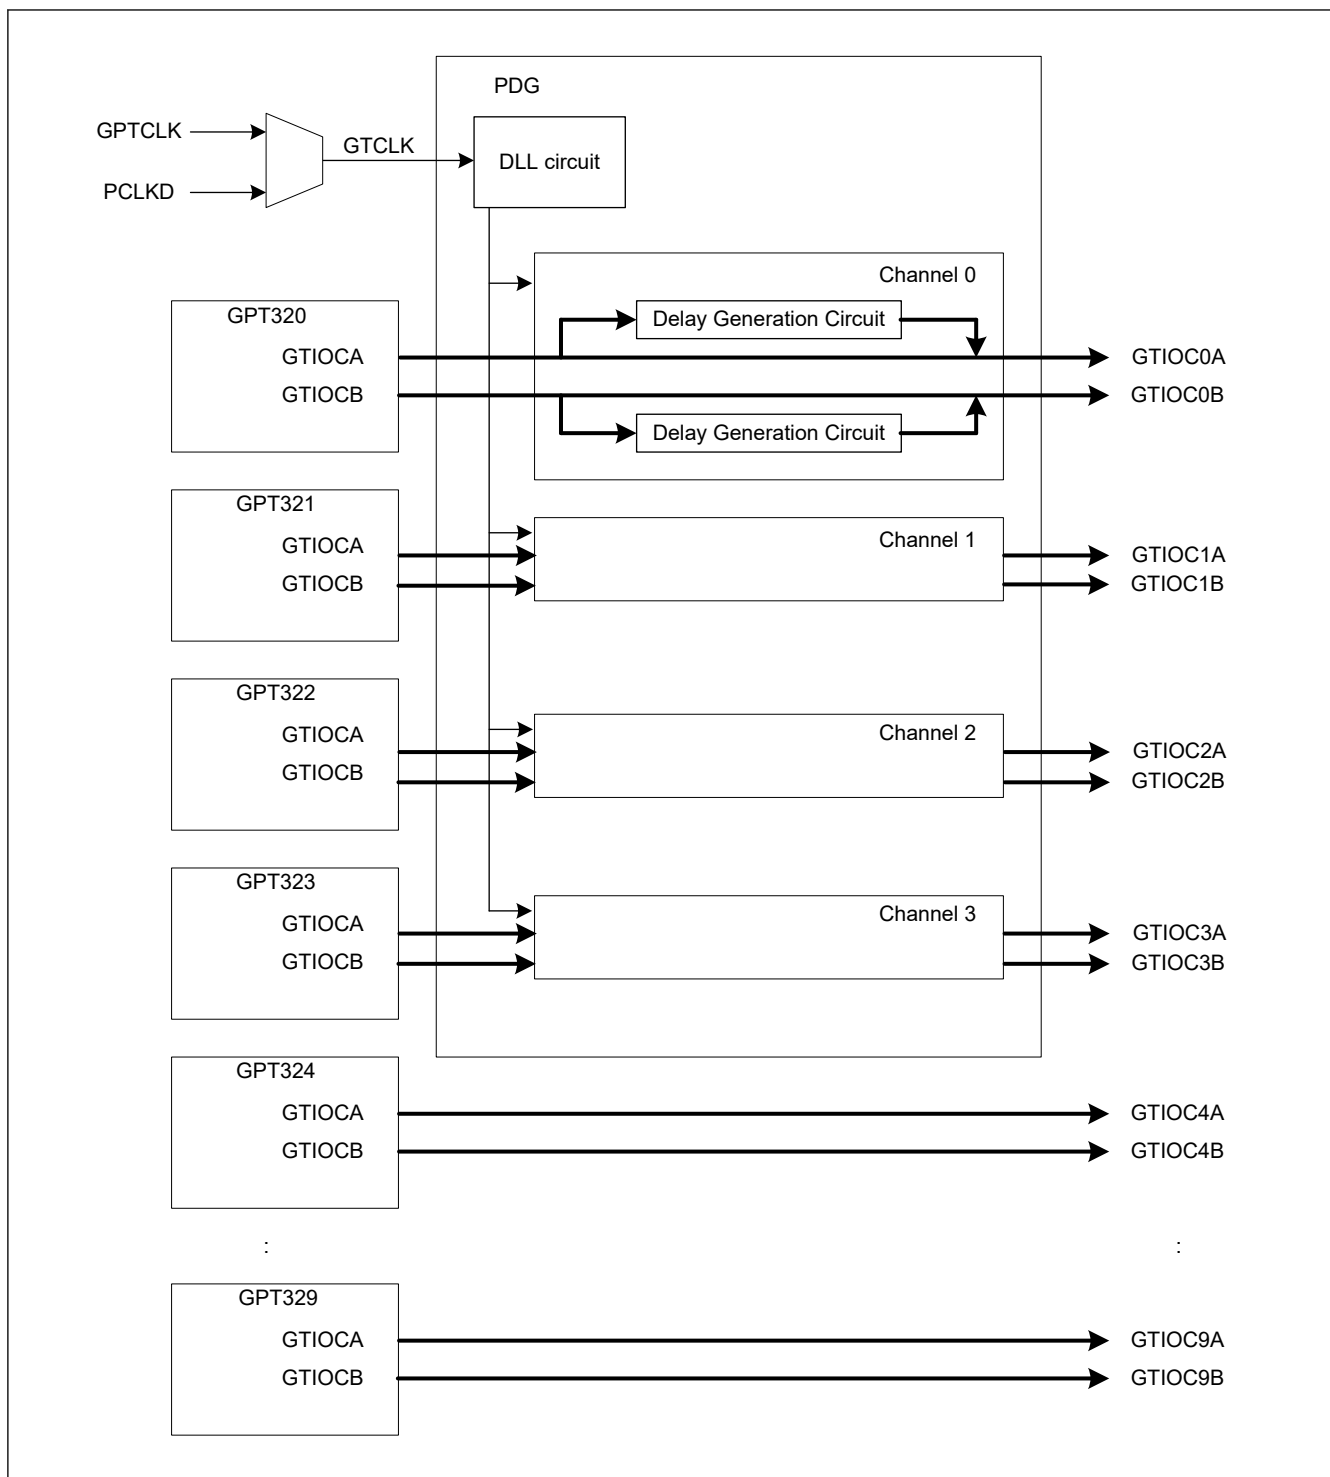 PDG
GPTCLK
GTCLK
DLL circuit
PCLKD
Channel 0
GPT320
Delay Generation Circuit
GTIOCA
GTIOC0A
GTIOCB
GTIOC0B
Delay Generation Circuit
GPT321
Channel 1
GTIOCA
GTIOC1A
GTIOCB
GTIOC1B
GPT322
Channel 2
GTIOCA
GTIOC2A
GTIOCB
GTIOC2B
GPT323
Channel 3
GTIOCA
GTIOC3A
GTIOCB
GTIOC3B
GPT324
GTIOCA
GTIOC4A
GTIOCB
GTIOC4B
:
:
GPT329
GTIOCA
GTIOC9A
GTIOCB
GTIOC9B